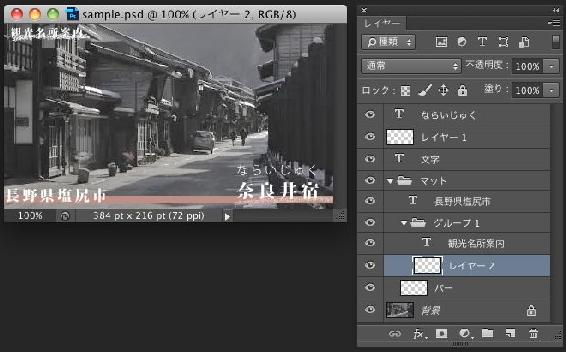 sample.psd @ 100% (レイヤー 2, RGB/8)
観光名所案内
ならいじゅく
奈良井宿
長野県塩尻市
100%
384 pt x 216 pt (72 ppi)
レイヤー
種類
T
通常
不透明度: 100%
ロック:
塗り: 100%
T ならいじゅく
レイヤー 1
T 文字
マット
T 長野県塩尻市
グループ 1
T 観光名所案内
レイヤー 2
バー
背景
fx